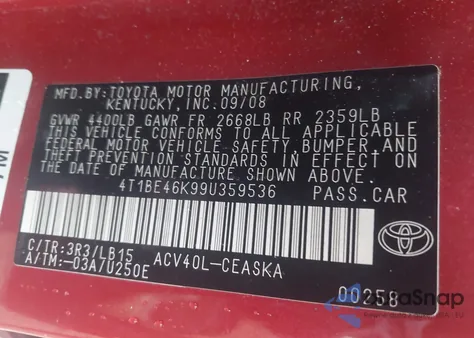 MFD.BY:TOYOTA MOTOR MANUFACTURING,
KENTUCKY, INC.09/08
GVWR 4400LB GAWR FR 2668LB RR 2359LB
THIS VEHICLE CONFORMS TO ALL APPLICABLE
FEDERAL MOTOR VEHICLE SAFETY, BUMPER,AND
THEFT PREVENTION STANDARDS IN EFFECT ON
THE DATE OF MANUFACTURE SHOWN ABOVE.
4T1BE46K99U359536 PASS.CAR
C/TR:3R3/LB15 ACV40L-CEASKA
A/TM:-03A/U250E
TOYOTA
00258